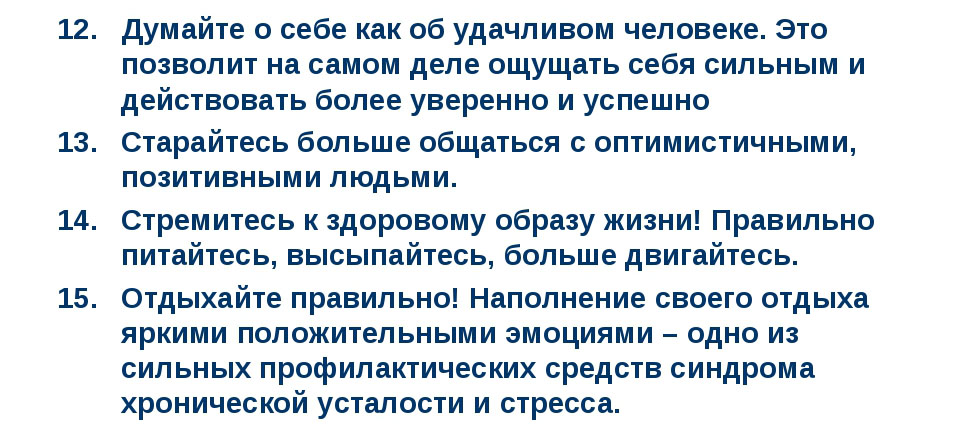 12. Думайте о себе как об удачливом человеке. Это
позволит на самом деле ощущать себя сильным и
действовать более уверенно и успешно
13. Старайтесь больше общаться с оптимистичными,
позитивными людьми.
14. Стремитесь к здоровому образу жизни! Правильно
питайтесь, высыпайтесь, больше двигайтесь.
15. Отдыхайте правильно! Наполнение своего отдыха
яркими положительными эмоциями – одно из
сильных профилактических средств синдрома
хронической усталости и стресса.